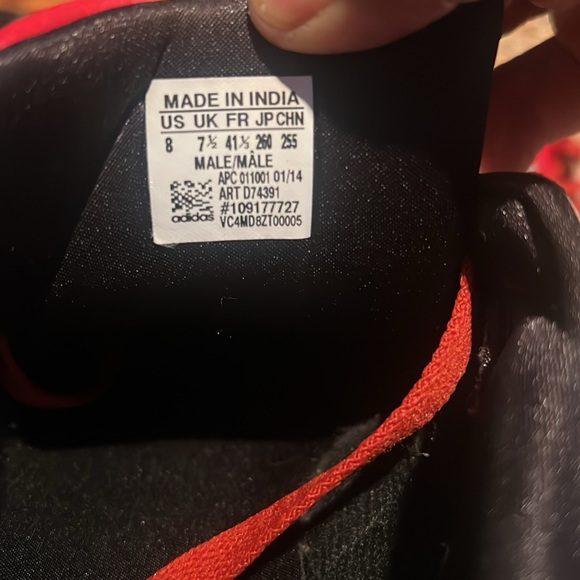 MADE IN INDIA
US UK FR JP CHN
8 7½ 41⅓ 260 255
MALE/MÂLE
APC 011001 01/14
ART D74391
#109177727
adidas VC4MD8ZT00005